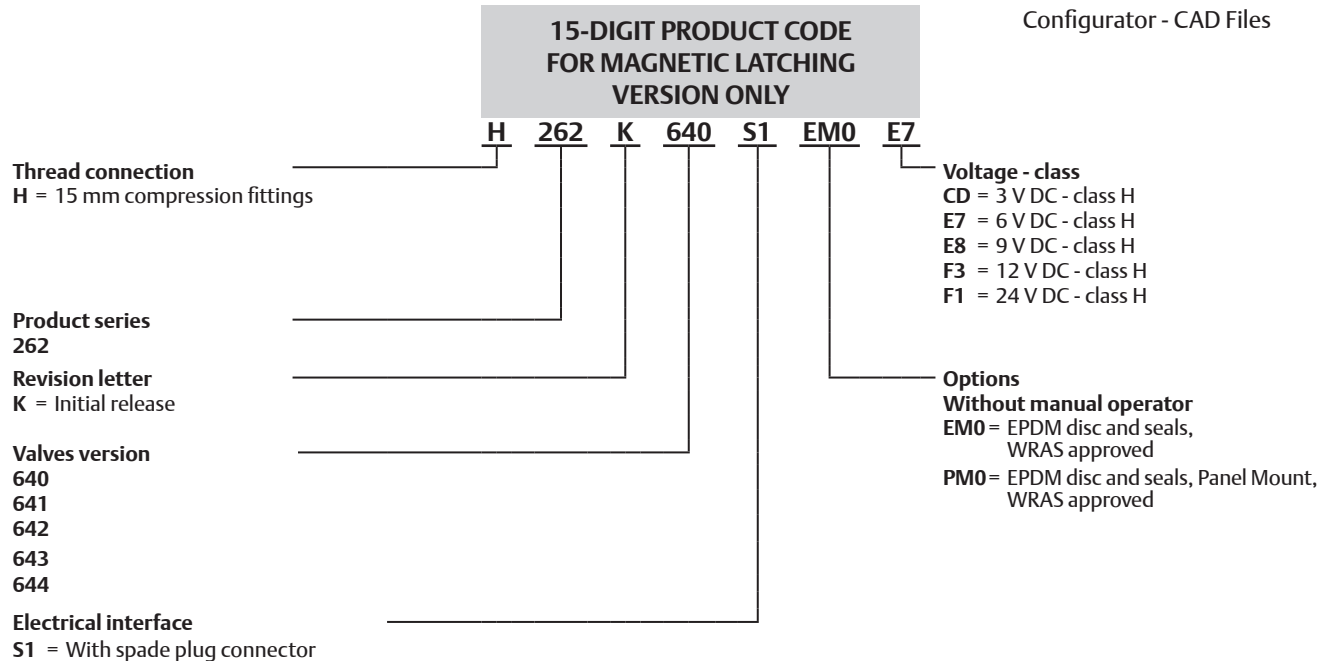 15-DIGIT PRODUCT CODE
FOR MAGNETIC LATCHING
VERSION ONLY
Configurator - CAD Files
H 262 K 640 S1 EM0 E7
Thread connection
H = 15 mm compression fittings
Product series
262
Revision letter
K = Initial release
Valves version
640
641
642
643
644
Electrical interface
S1 = With spade plug connector
Voltage - class
CD = 3 V DC - class H
E7 = 6 V DC - class H
E8 = 9 V DC - class H
F3 = 12 V DC - class H
F1 = 24 V DC - class H
Options
Without manual operator
EM0 = EPDM disc and seals,
WRAS approved
PM0 = EPDM disc and seals, Panel Mount,
WRAS approved